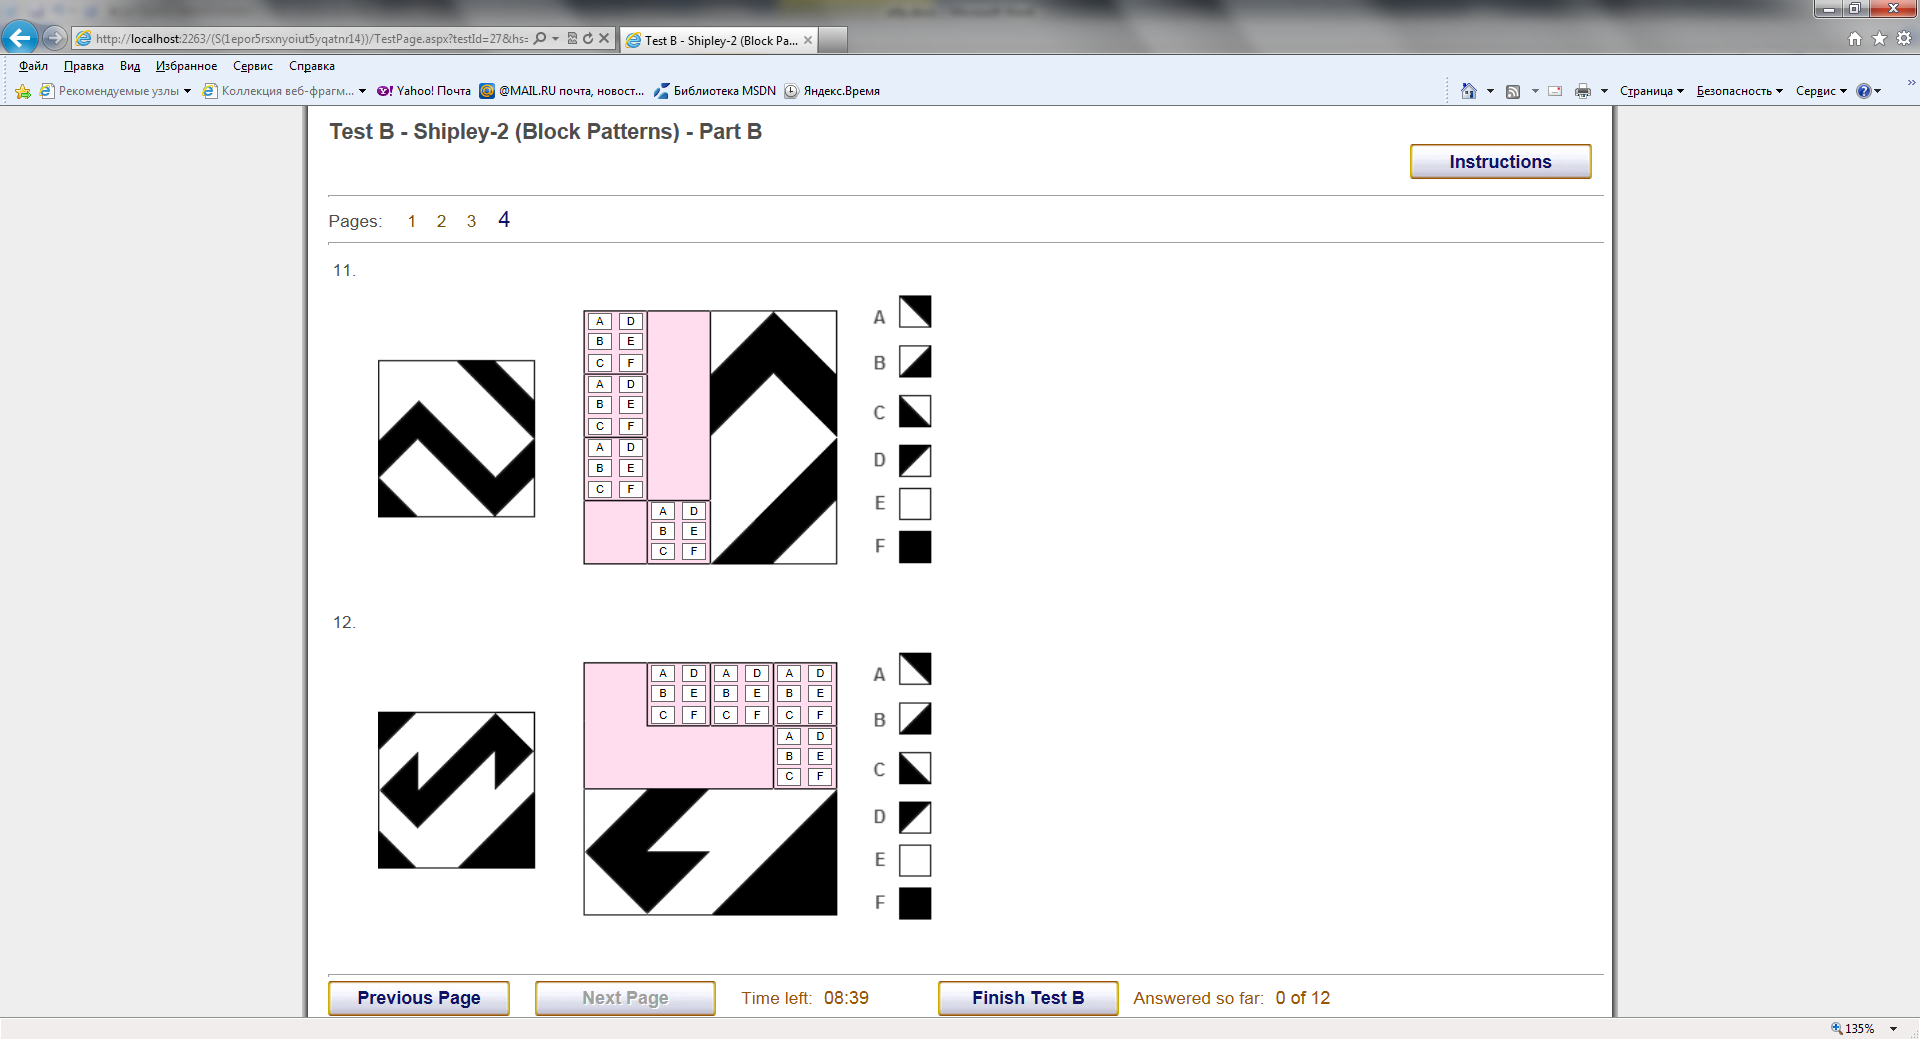 http://localhost:2263/(S(1epor5rsxnyoiut5yqatnr14))/TestPage.aspx?testId=27&hs=
Test B - Shipley-2 (Block Pa...
Файл Правка Вид Избранное Сервис Справка
Рекомендуемые узлы Коллекция веб-фрагм... Yahoo! Почта @MAIL.RU почта, новост... Библиотека MSDN Яндекс.Время
Страница Безопасность Сервис
Test B - Shipley-2 (Block Patterns) - Part B
Instructions
Pages: 1 2 3 4
11.
A D
B E
C F
A D
B E
C F
A D
B E
C F
A D
B E
C F
A
B
C
D
E
F
12.
A D A D A D
B E B E B E
C F C F C F
A D
B E
C F
A
B
C
D
E
F
Previous Page Next Page Time left: 08:39 Finish Test B Answered so far: 0 of 12
135%